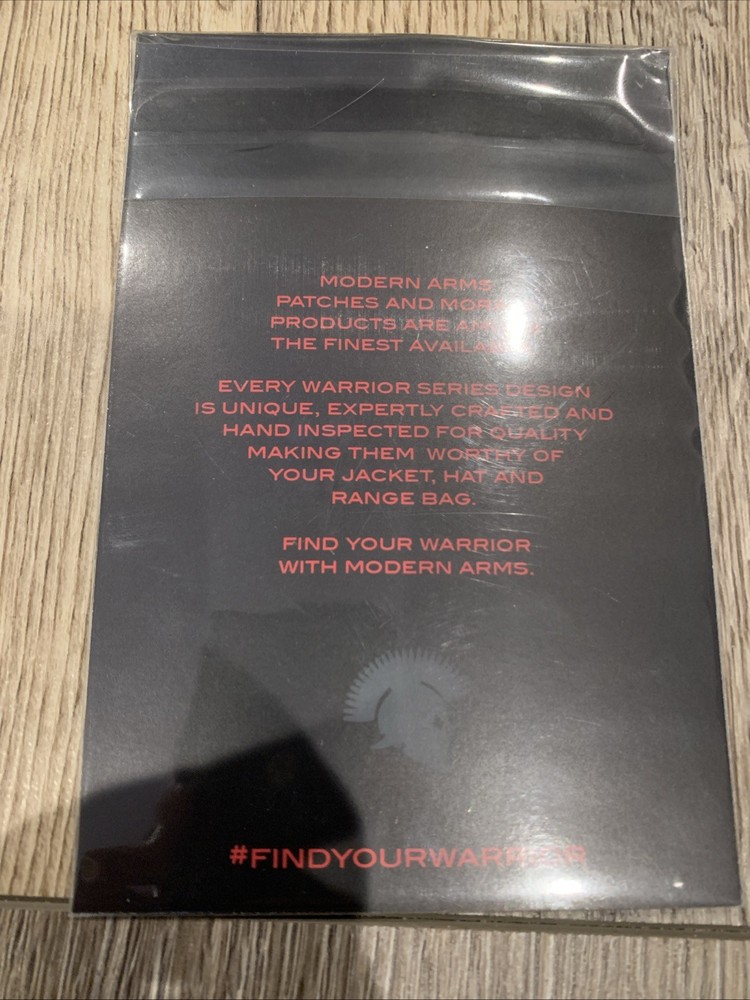 MODERN ARMS
PATCHES AND
PRODUCTS ARE
THE FINEST
EVERY WARRIOR SERIES DESIGN
IS UNIQUE, EXPERTLY CRAFTED AND
HAND INSPECTED FOR QUALITY
MAKING THEM WORTHY OF
YOUR JACKET, HAT AND
RANGE BAG.
FIND YOUR WARRIOR
WITH MODERN ARMS.
#FINDYOURWARRIOR